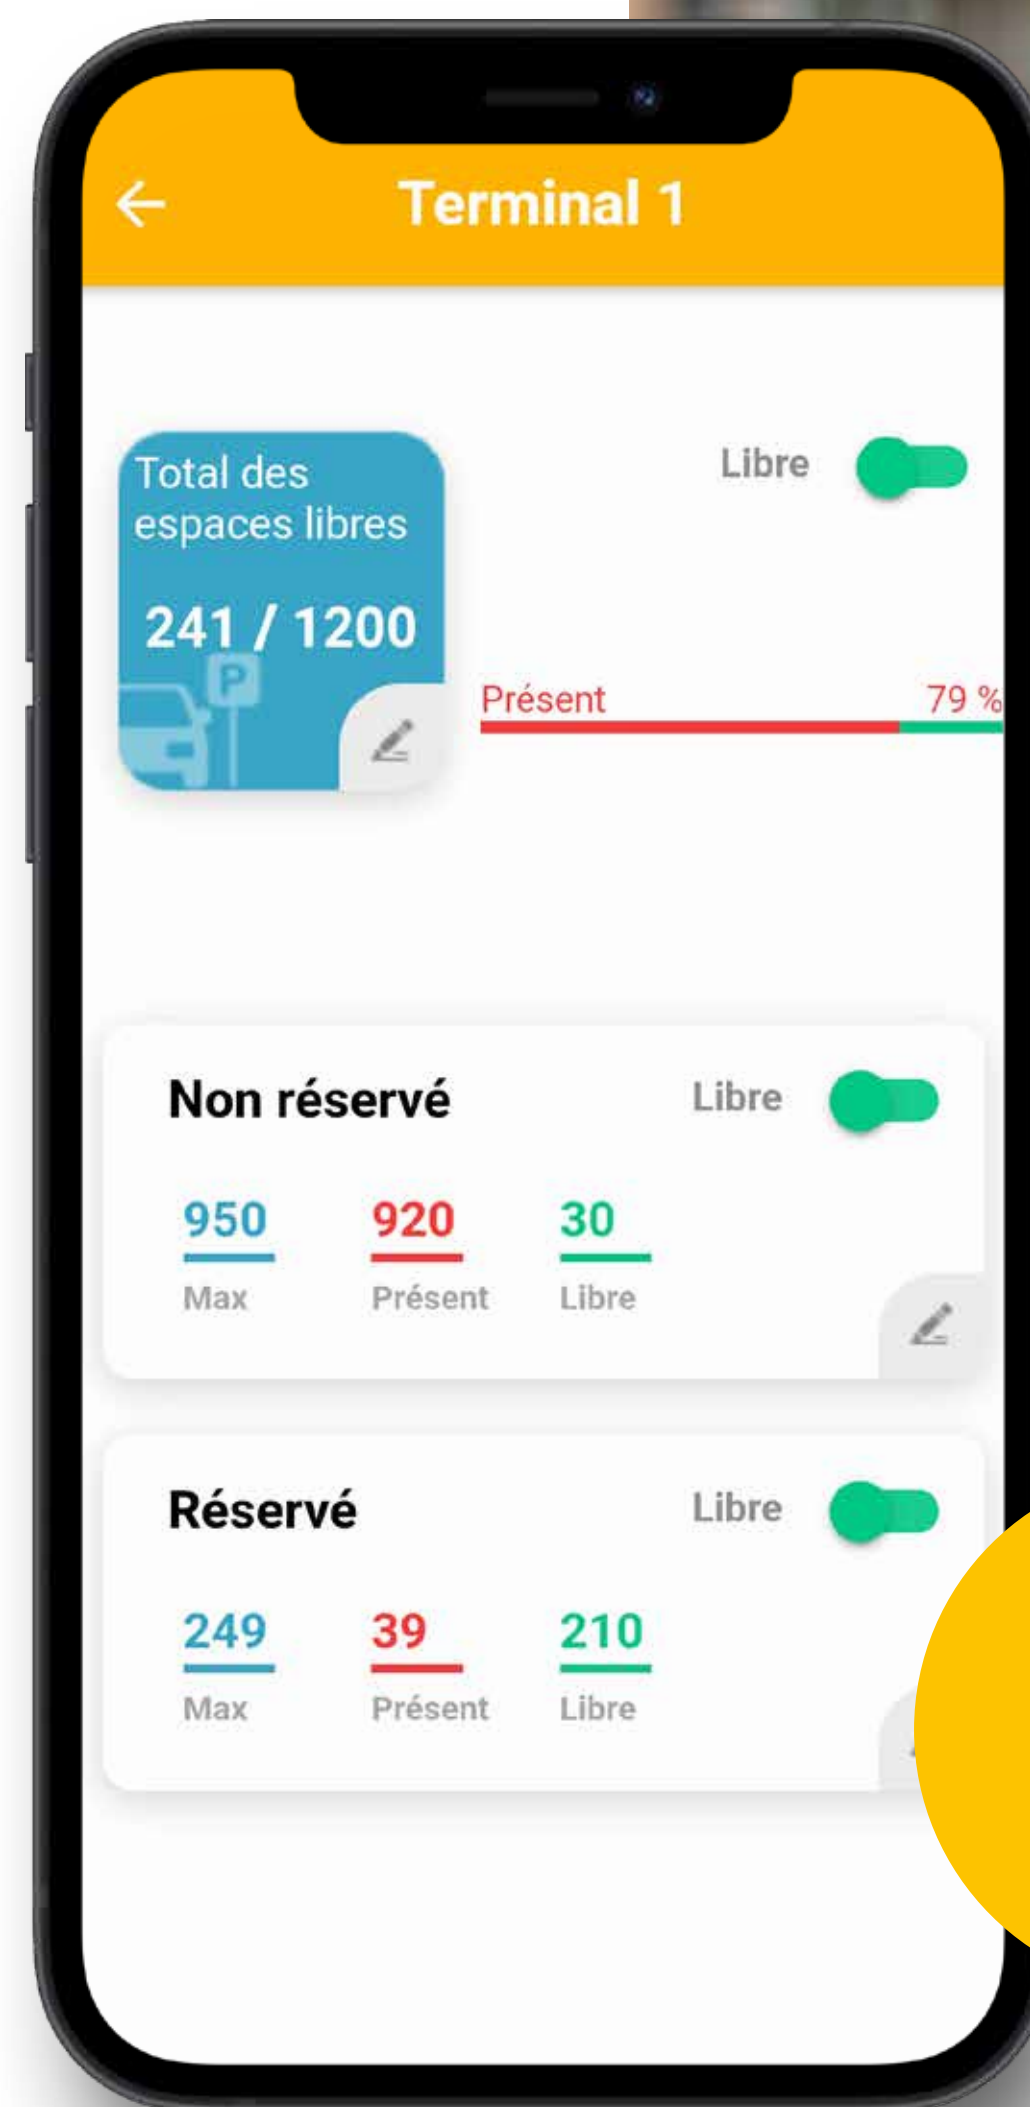 Terminal 1
Total des
espaces libres
241 / 1200
P
Libre
Présent 79 %
Non réservé Libre
950 920 30
Max Présent Libre
Réservé Libre
249 39 210
Max Présent Libre